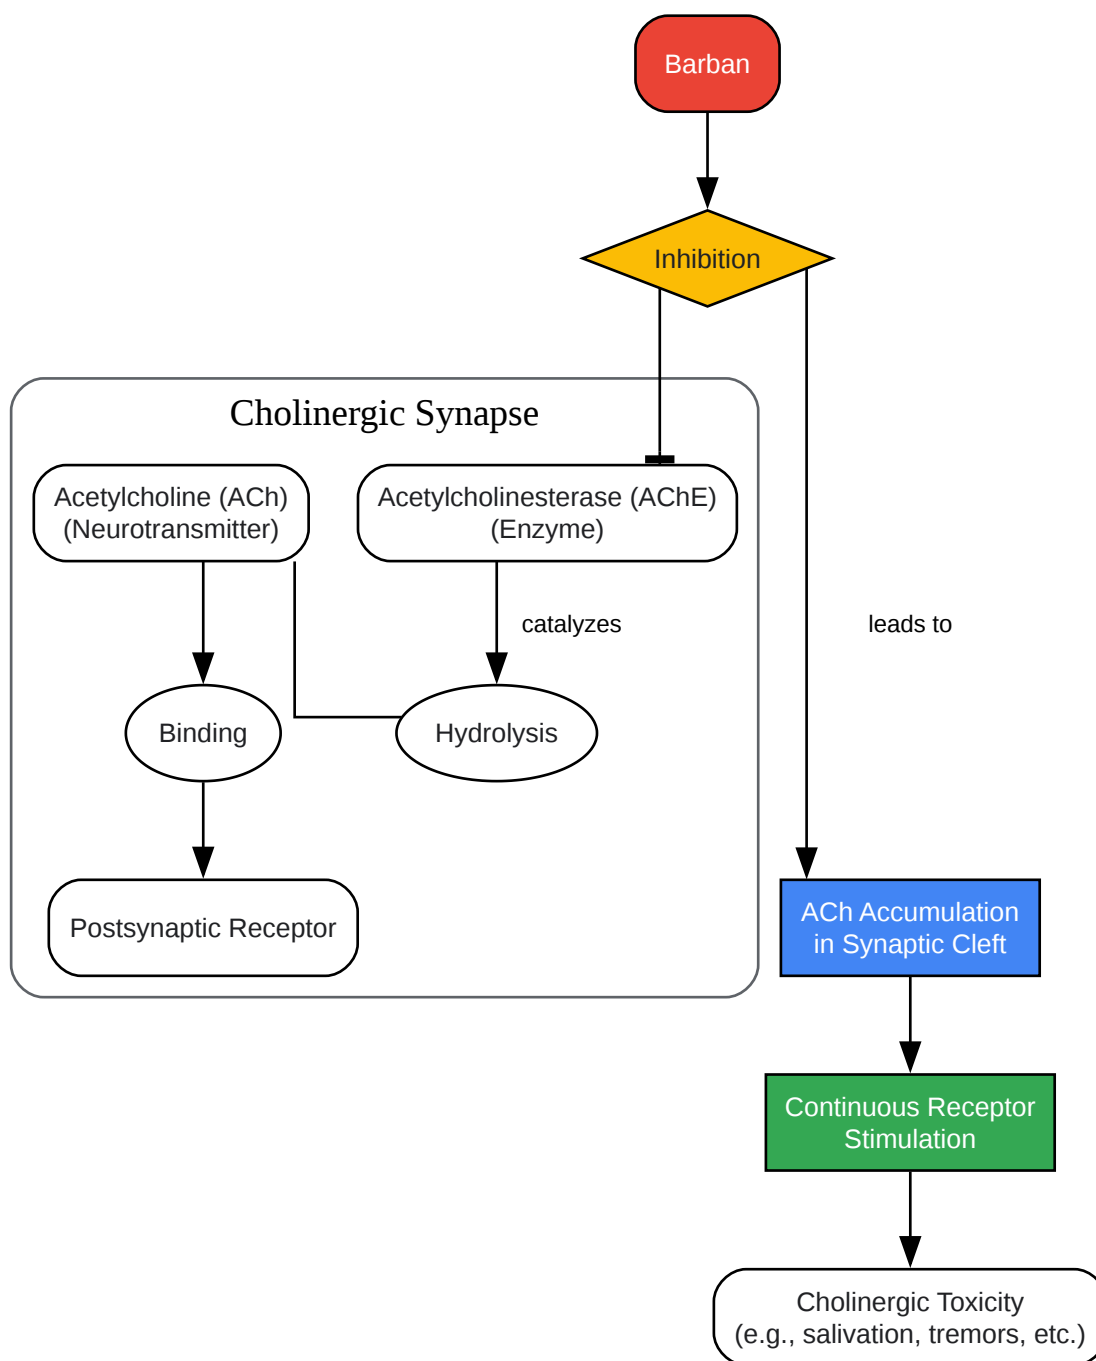 Barban
Inhibition
Cholinergic Synapse
Acetylcholine (ACh)
(Neurotransmitter)
Acetylcholinesterase (AChE)
(Enzyme)
catalyzes
leads to
Binding
Hydrolysis
Postsynaptic Receptor
ACh Accumulation
in Synaptic Cleft
Continuous Receptor
Stimulation
Cholinergic Toxicity
(e.g., salivation, tremors, etc.)